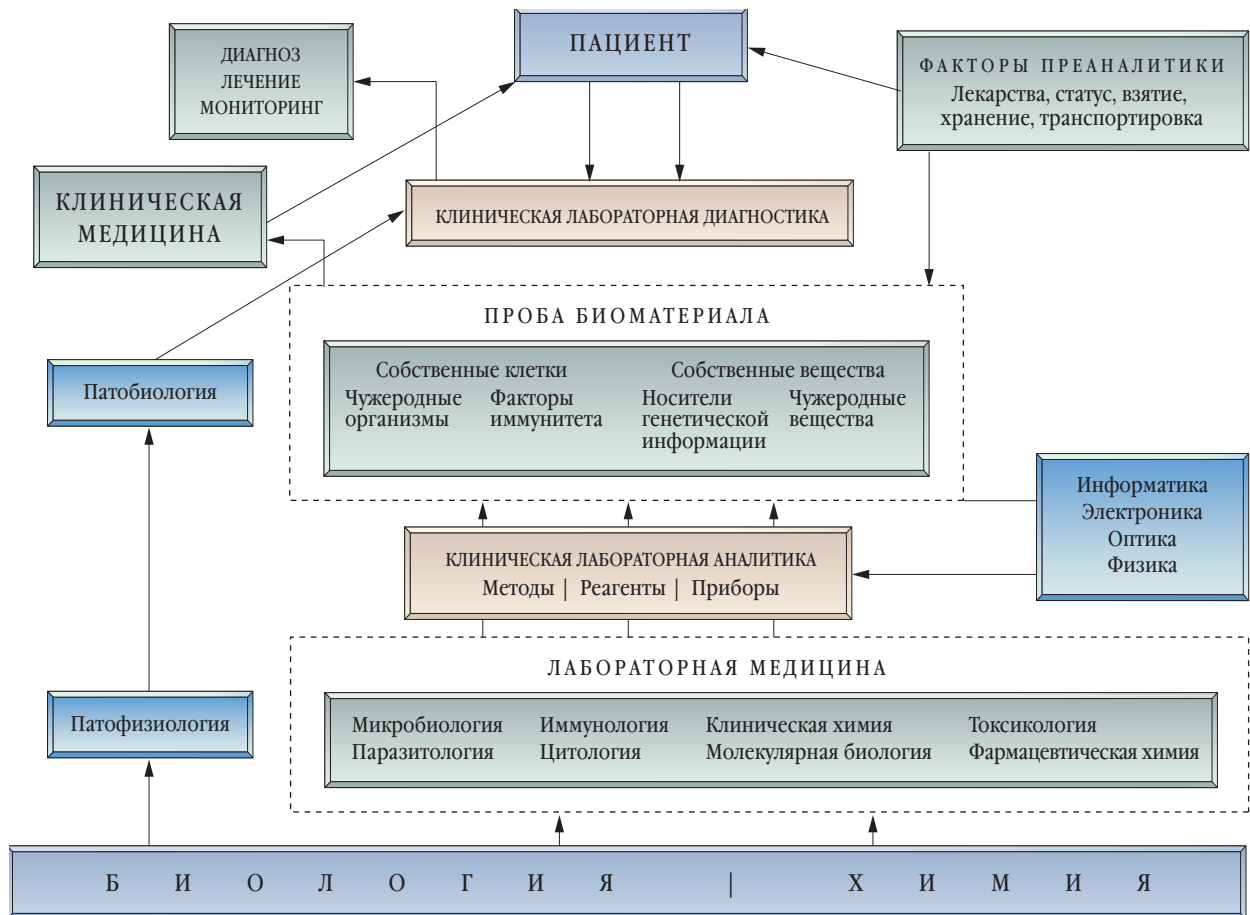 ПАЦИЕНТ
ДИАГНОЗ
ЛЕЧЕНИЕ
МОНИТОРИНГ
ФАКТОРЫ ПРЕАНАЛИТИКИ
Лекарства, статус, взятие,
хранение, транспортировка
КЛИНИЧЕСКАЯ
МЕДИЦИНА
КЛИНИЧЕСКАЯ ЛАБОРАТОРНАЯ ДИАГНОСТИКА
ПРОБА БИОМАТЕРИАЛА
Собственные клетки
Собственные вещества
Чужеродные
организмы
Факторы
иммунитета
Носители
генетической
информации
Чужеродные
вещества
Патобиология
Информатика
Электроника
Оптика
Физика
КЛИНИЧЕСКАЯ ЛАБОРАТОРНАЯ АНАЛИТИКА
Методы | Реагенты | Приборы
ЛАБОРАТОРНАЯ МЕДИЦИНА
Патофизиология
Микробиология
Паразитология
Иммунология
Цитология
Клиническая химия
Молекулярная биология
Токсикология
Фармацевтическая химия
БИОЛОГИЯ | ХИМИЯ